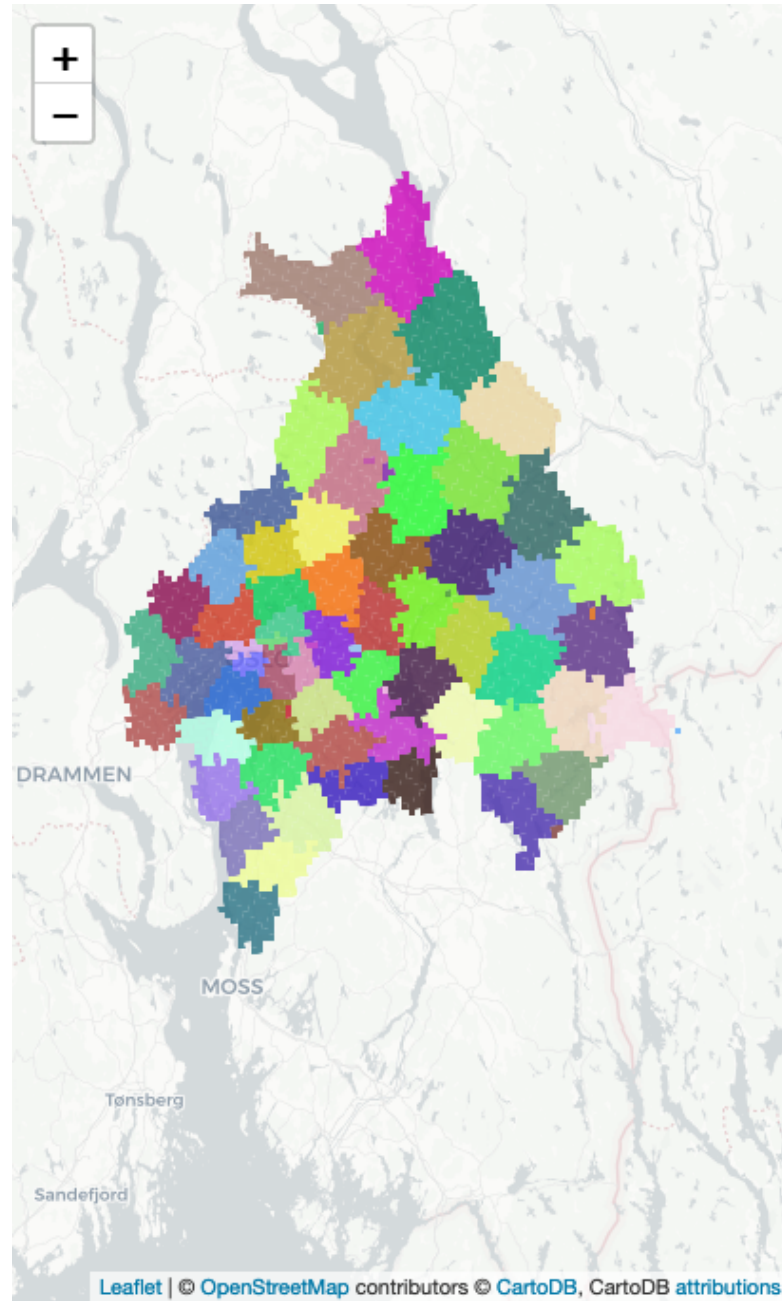 +
−
DRAMMEN
MOSS
Tønsberg
Sandefjord
Leaflet | © OpenStreetMap contributors © CartoDB, CartoDB attributions